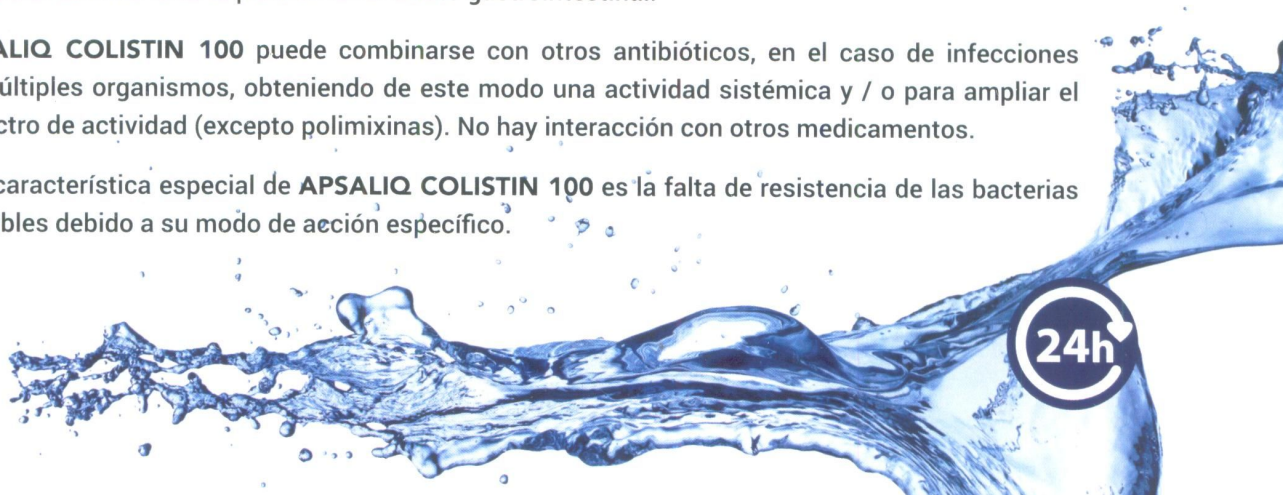 ALIQ COLISTIN 100 puede combinarse con otros antibióticos, en el caso de infecciones
últiples organismos, obteniendo de este modo una actividad sistémica y / o para ampliar el
ctro de actividad (excepto polimixinas). No hay interacción con otros medicamentos.
característica especial de APSALIQ COLISTIN 100 es la falta de resistencia de las bacterias
bles debido a su modo de acción específico.
24h